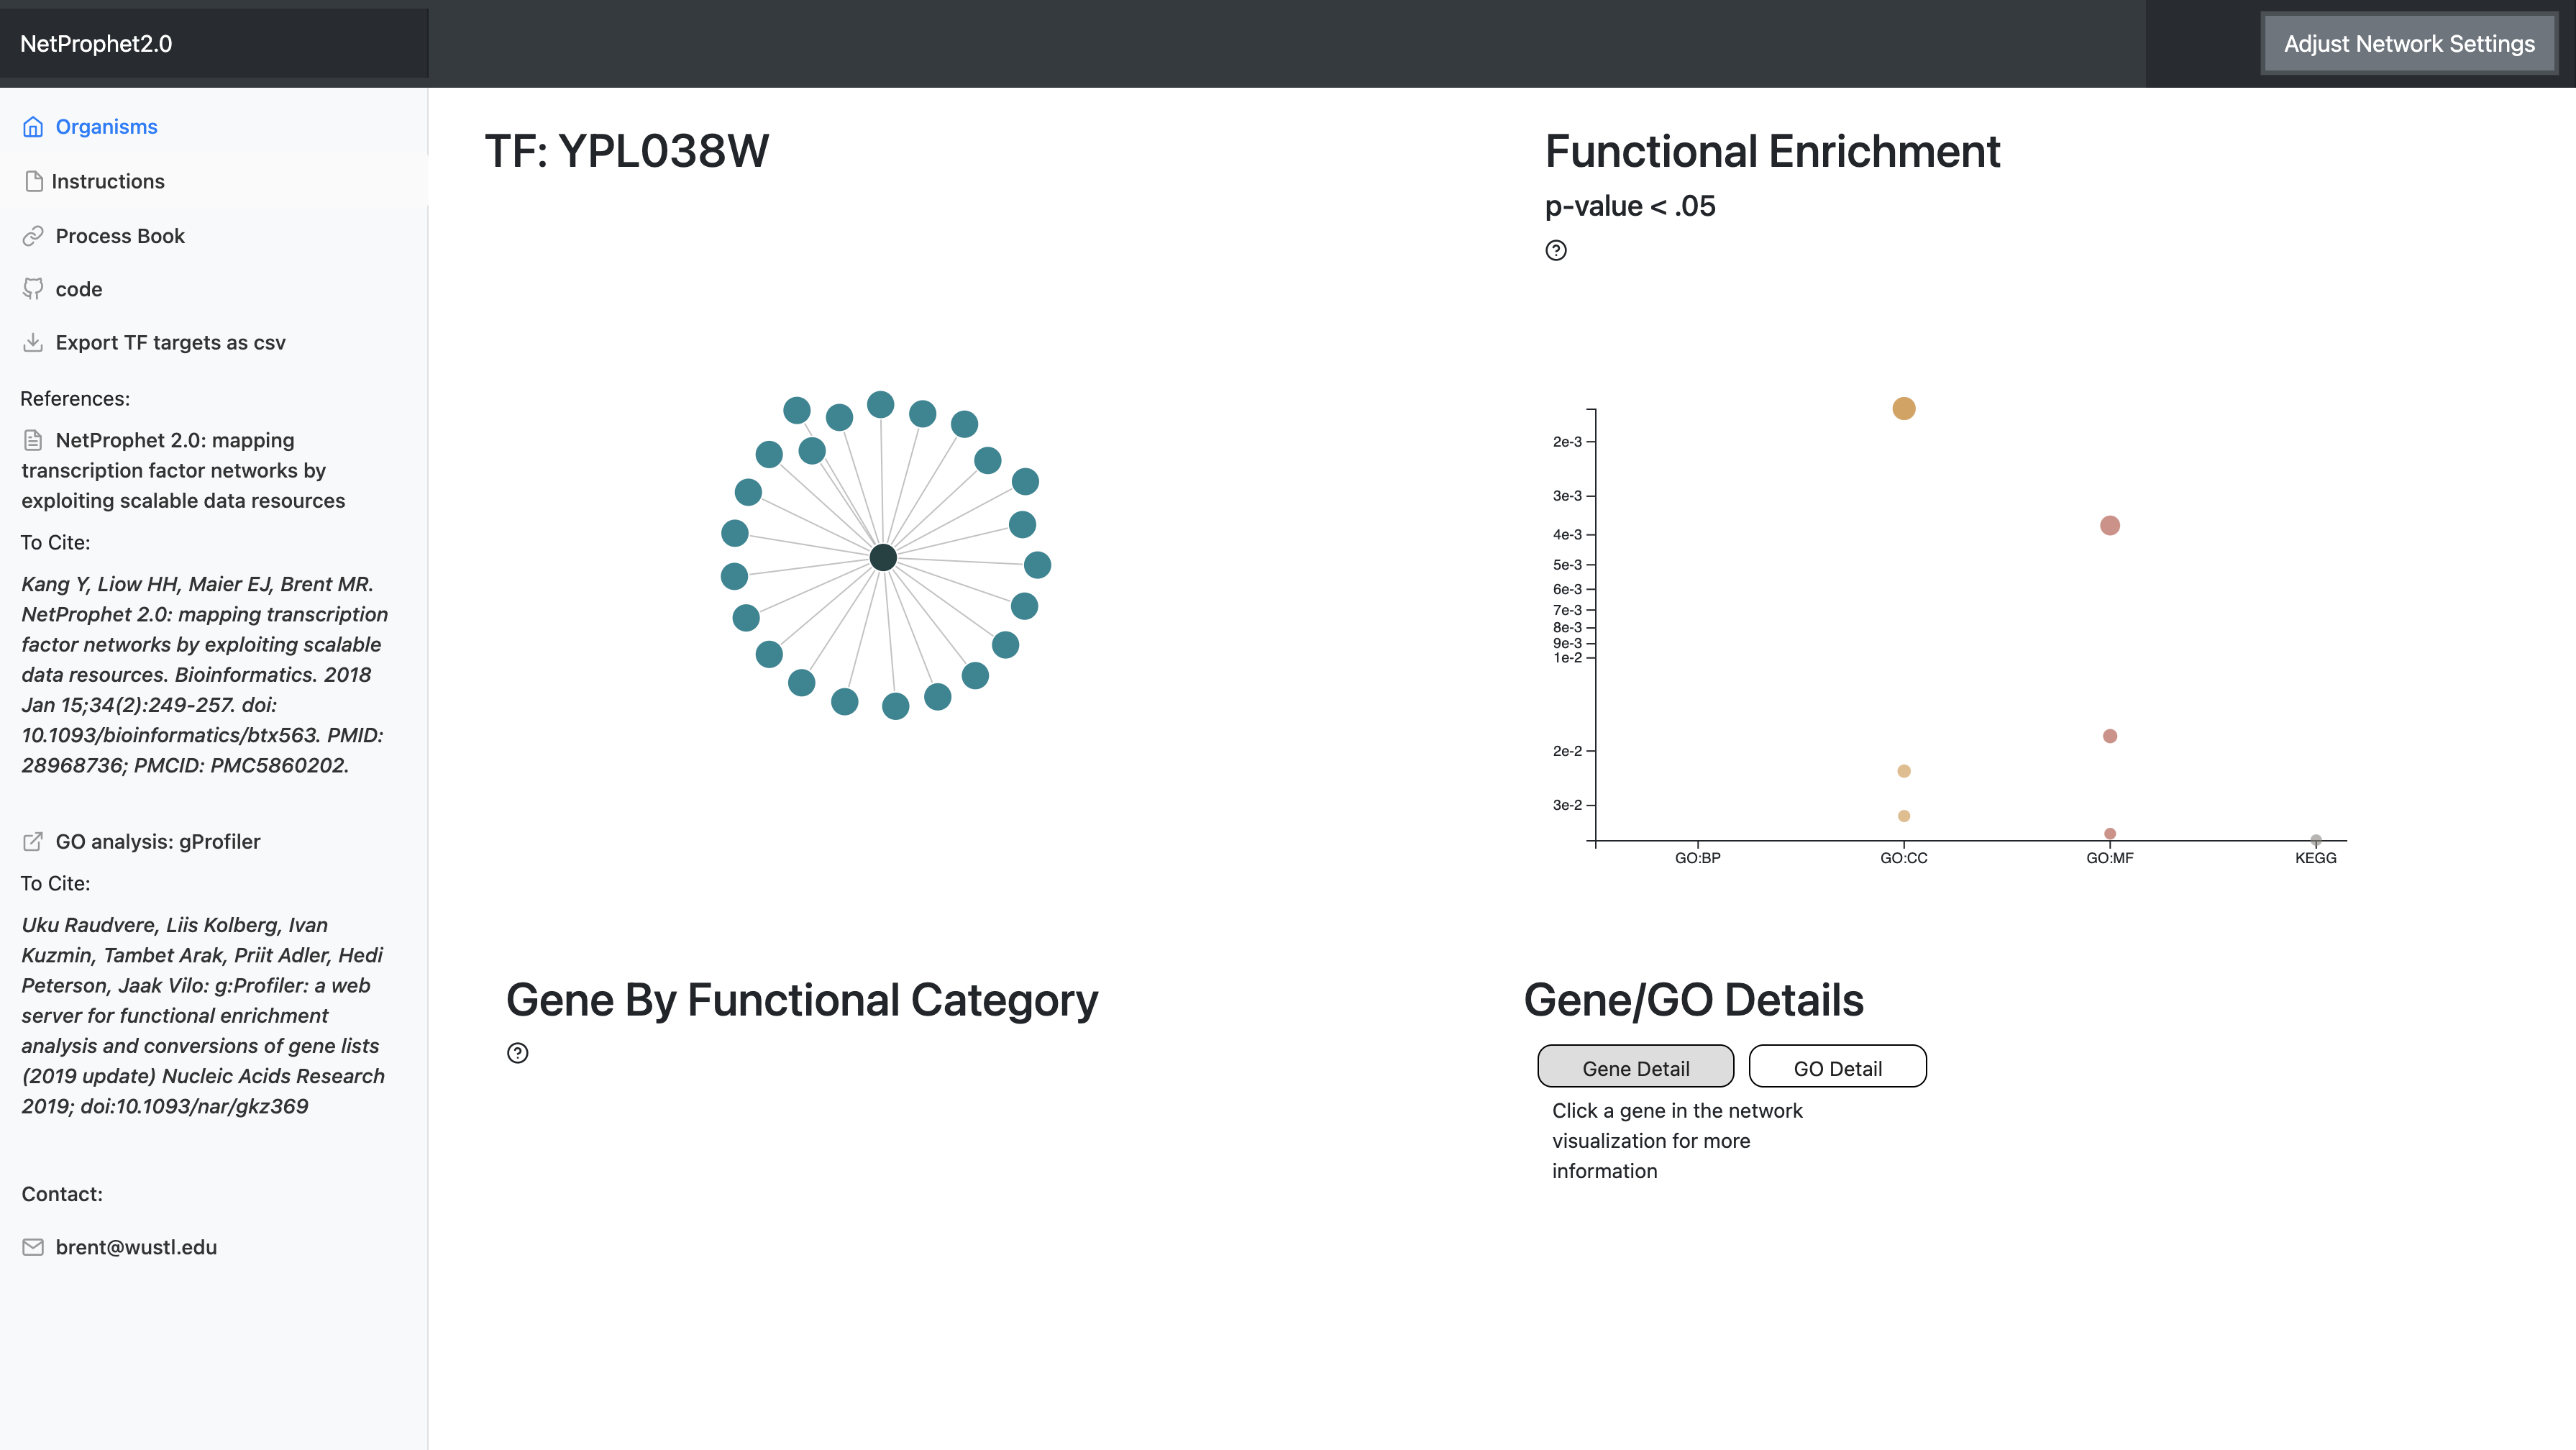 NetProphet2.0
Adjust Network Settings
Organisms
Instructions
Process Book
code
Export TF targets as csv
References:
NetProphet 2.0: mapping
transcription factor networks by
exploiting scalable data resources
To Cite:
Kang Y, Liow HH, Maier EJ, Brent MR.
NetProphet 2.0: mapping transcription
factor networks by exploiting scalable
data resources. Bioinformatics. 2018
Jan 15;34(2):249-257. doi:
10.1093/bioinformatics/btx563. PMID:
28968736; PMCID: PMC5860202.
GO analysis: gProfiler
To Cite:
Uku Raudvere, Liis Kolberg, Ivan
Kuzmin, Tambet Arak, Priit Adler, Hedi
Peterson, Jaak Vilo: g:Profiler: a web
server for functional enrichment
analysis and conversions of gene lists
(2019 update) Nucleic Acids Research
2019; doi:10.1093/nar/gkz369
Contact:
brent@wustl.edu
TF: YPL038W
Functional Enrichment
p-value < .05
?
2e-3
3e-3
4e-3
5e-3
6e-3
7e-3
8e-3
9e-3
1e-2
2e-2
3e-2
GO:BP GO:CC GO:MF KEGG
Gene By Functional Category
?
Gene/GO Details
Gene Detail GO Detail
Click a gene in the network
visualization for more
information